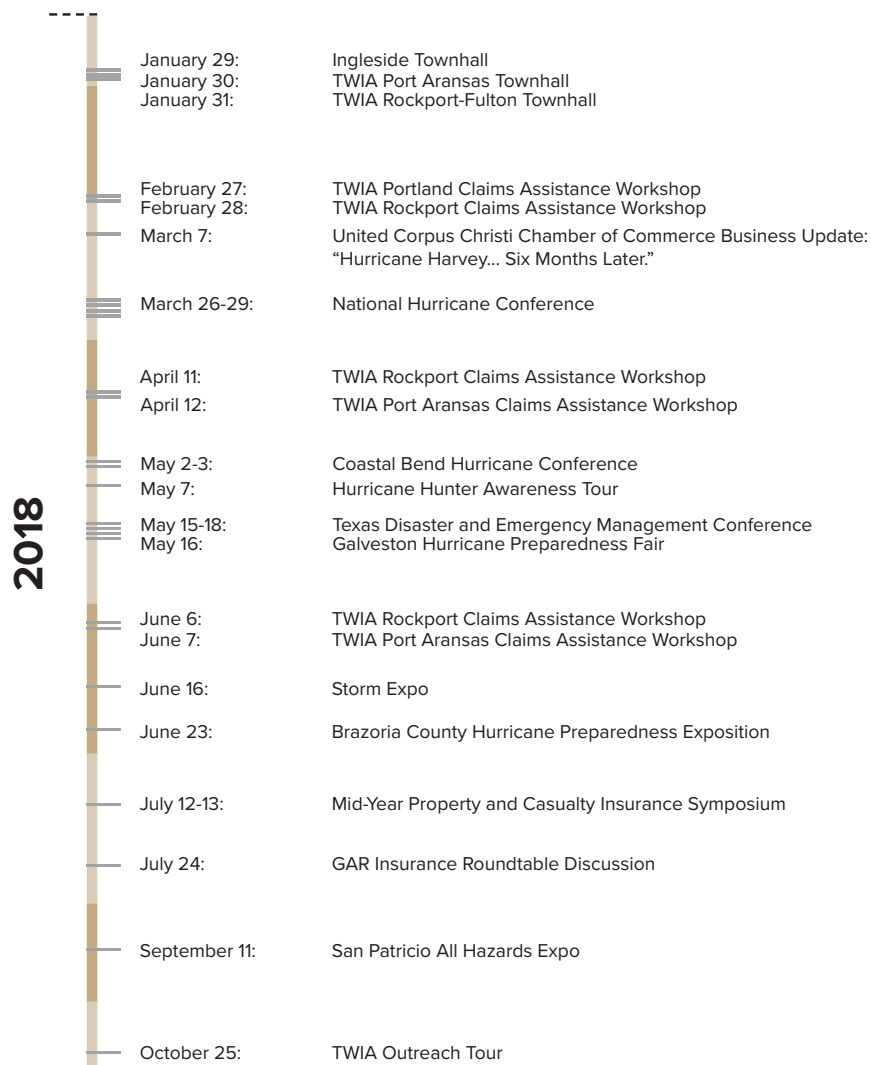 January 29: Ingleside Townhall
January 30: TWIA Port Aransas Townhall
January 31: TWIA Rockport-Fulton Townhall
February 27: TWIA Portland Claims Assistance Workshop
February 28: TWIA Rockport Claims Assistance Workshop
March 7: United Corpus Christi Chamber of Commerce Business Update:
“Hurricane Harvey... Six Months Later.”
March 26-29: National Hurricane Conference
April 11: TWIA Rockport Claims Assistance Workshop
April 12: TWIA Port Aransas Claims Assistance Workshop
May 2-3: Coastal Bend Hurricane Conference
May 7: Hurricane Hunter Awareness Tour
2018
May 15-18: Texas Disaster and Emergency Management Conference
May 16: Galveston Hurricane Preparedness Fair
June 6: TWIA Rockport Claims Assistance Workshop
June 7: TWIA Port Aransas Claims Assistance Workshop
June 16: Storm Expo
June 23: Brazoria County Hurricane Preparedness Exposition
July 12-13: Mid-Year Property and Casualty Insurance Symposium
July 24: GAR Insurance Roundtable Discussion
September 11: San Patricio All Hazards Expo
October 25: TWIA Outreach Tour